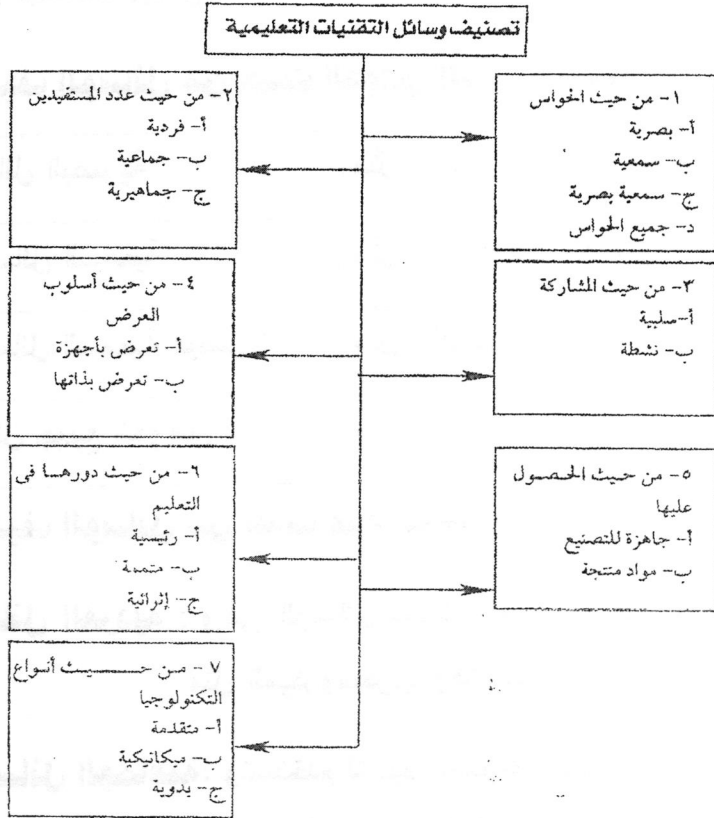 تصنيف وسائل التقنيات التعليمية
١- من حيث الحواس
أ- بصرية
ب- سمعية
ج- سمعية بصرية
د- جميع الحواس
٢- من حيث عدد المستفيدين
أ- فردية
ب- جماعية
ج- جماهيرية
٣- من حيث المشاركة
أ-سلبية
ب- نشطة
٤- من حيث أسلوب
العرض
أ- تعرض بأجهزة
ب- تعرض بذاتها
٥- من حيث الحصول
عليها
أ- جاهزة للتصنيع
ب- مواد منتجة
٦- من حيث دورهسا فى
التعليم
أ- رئيسية
ب- متممة
ج- إثرائية
٧- من حيث أنواع
التكنولوجيا
أ- متقدمة
ب- ميكانيكية
ج- يدوية